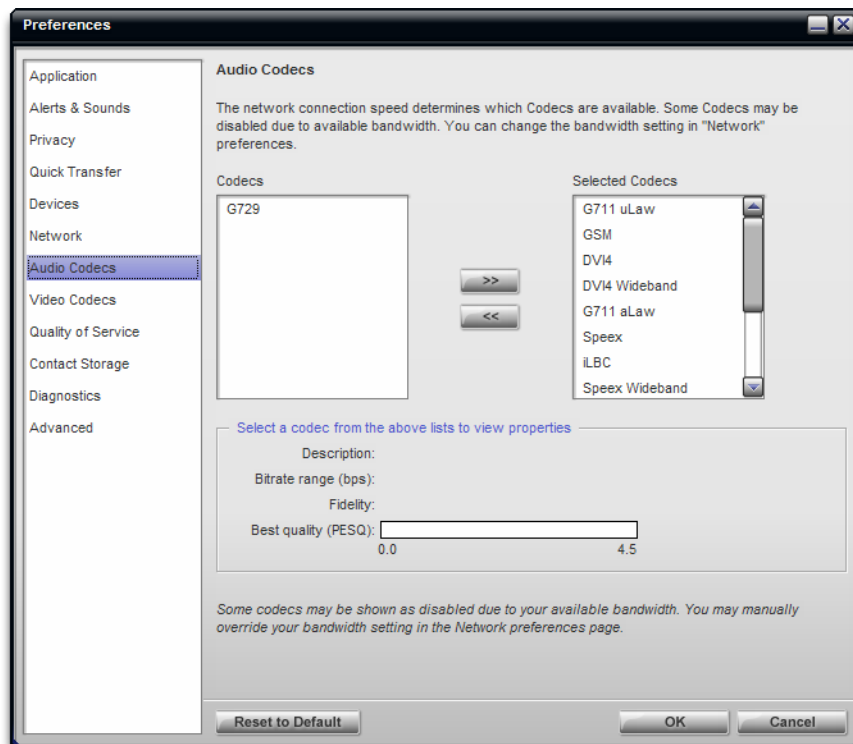 Preferences
Application
Alerts & Sounds
Privacy
Quick Transfer
Devices
Network
Audio Codecs
Video Codecs
Quality of Service
Contact Storage
Diagnostics
Advanced
Audio Codecs
The network connection speed determines which Codecs are available. Some Codecs may be
disabled due to available bandwidth. You can change the bandwidth setting in "Network"
preferences.
Codecs
G729
>>
<<
Selected Codecs
G711 uLaw
GSM
DVI4
DVI4 Wideband
G711 aLaw
Speex
iLBC
Speex Wideband
Select a codec from the above lists to view properties
Description:
Bitrate range (bps):
Fidelity:
Best quality (PESQ):
0.0 4.5
Some codecs may be shown as disabled due to your available bandwidth. You may manually
override your bandwidth setting in the Network preferences page.
Reset to Default OK Cancel